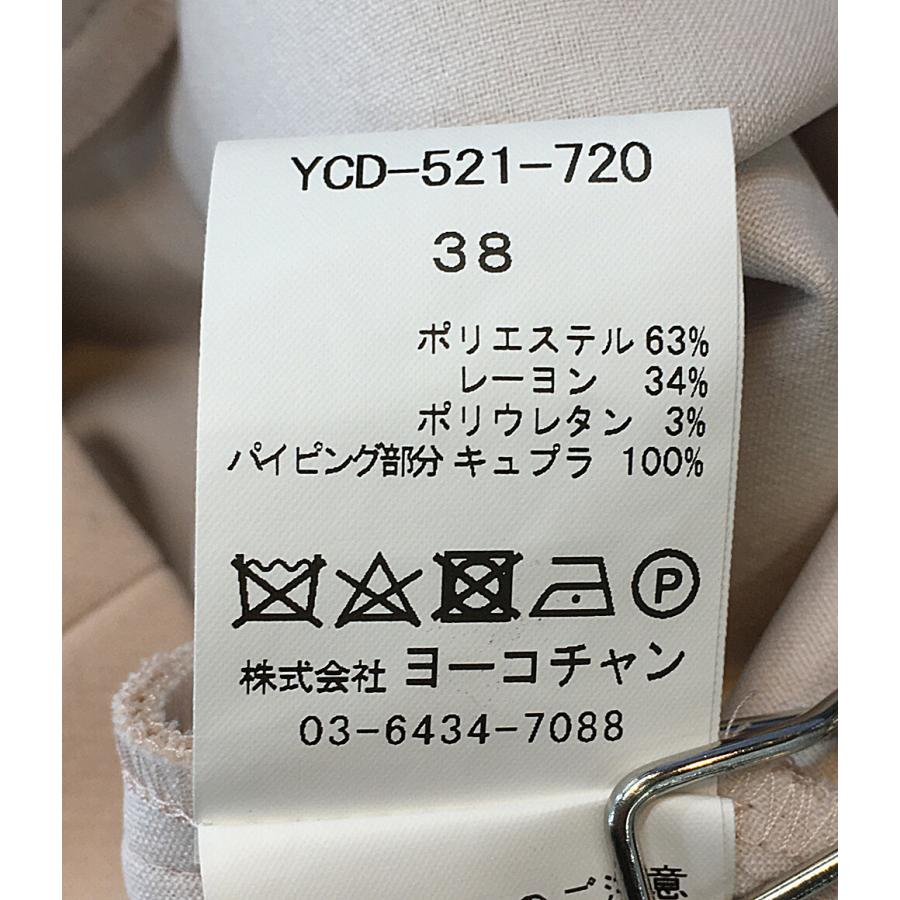 YCD-521-720
38
ポリエステル 63%
レーヨン 34%
ポリウレタン 3%
パイピング部分 キュプラ 100%
P
株式会社 ヨーコチャン
03-6434-7088